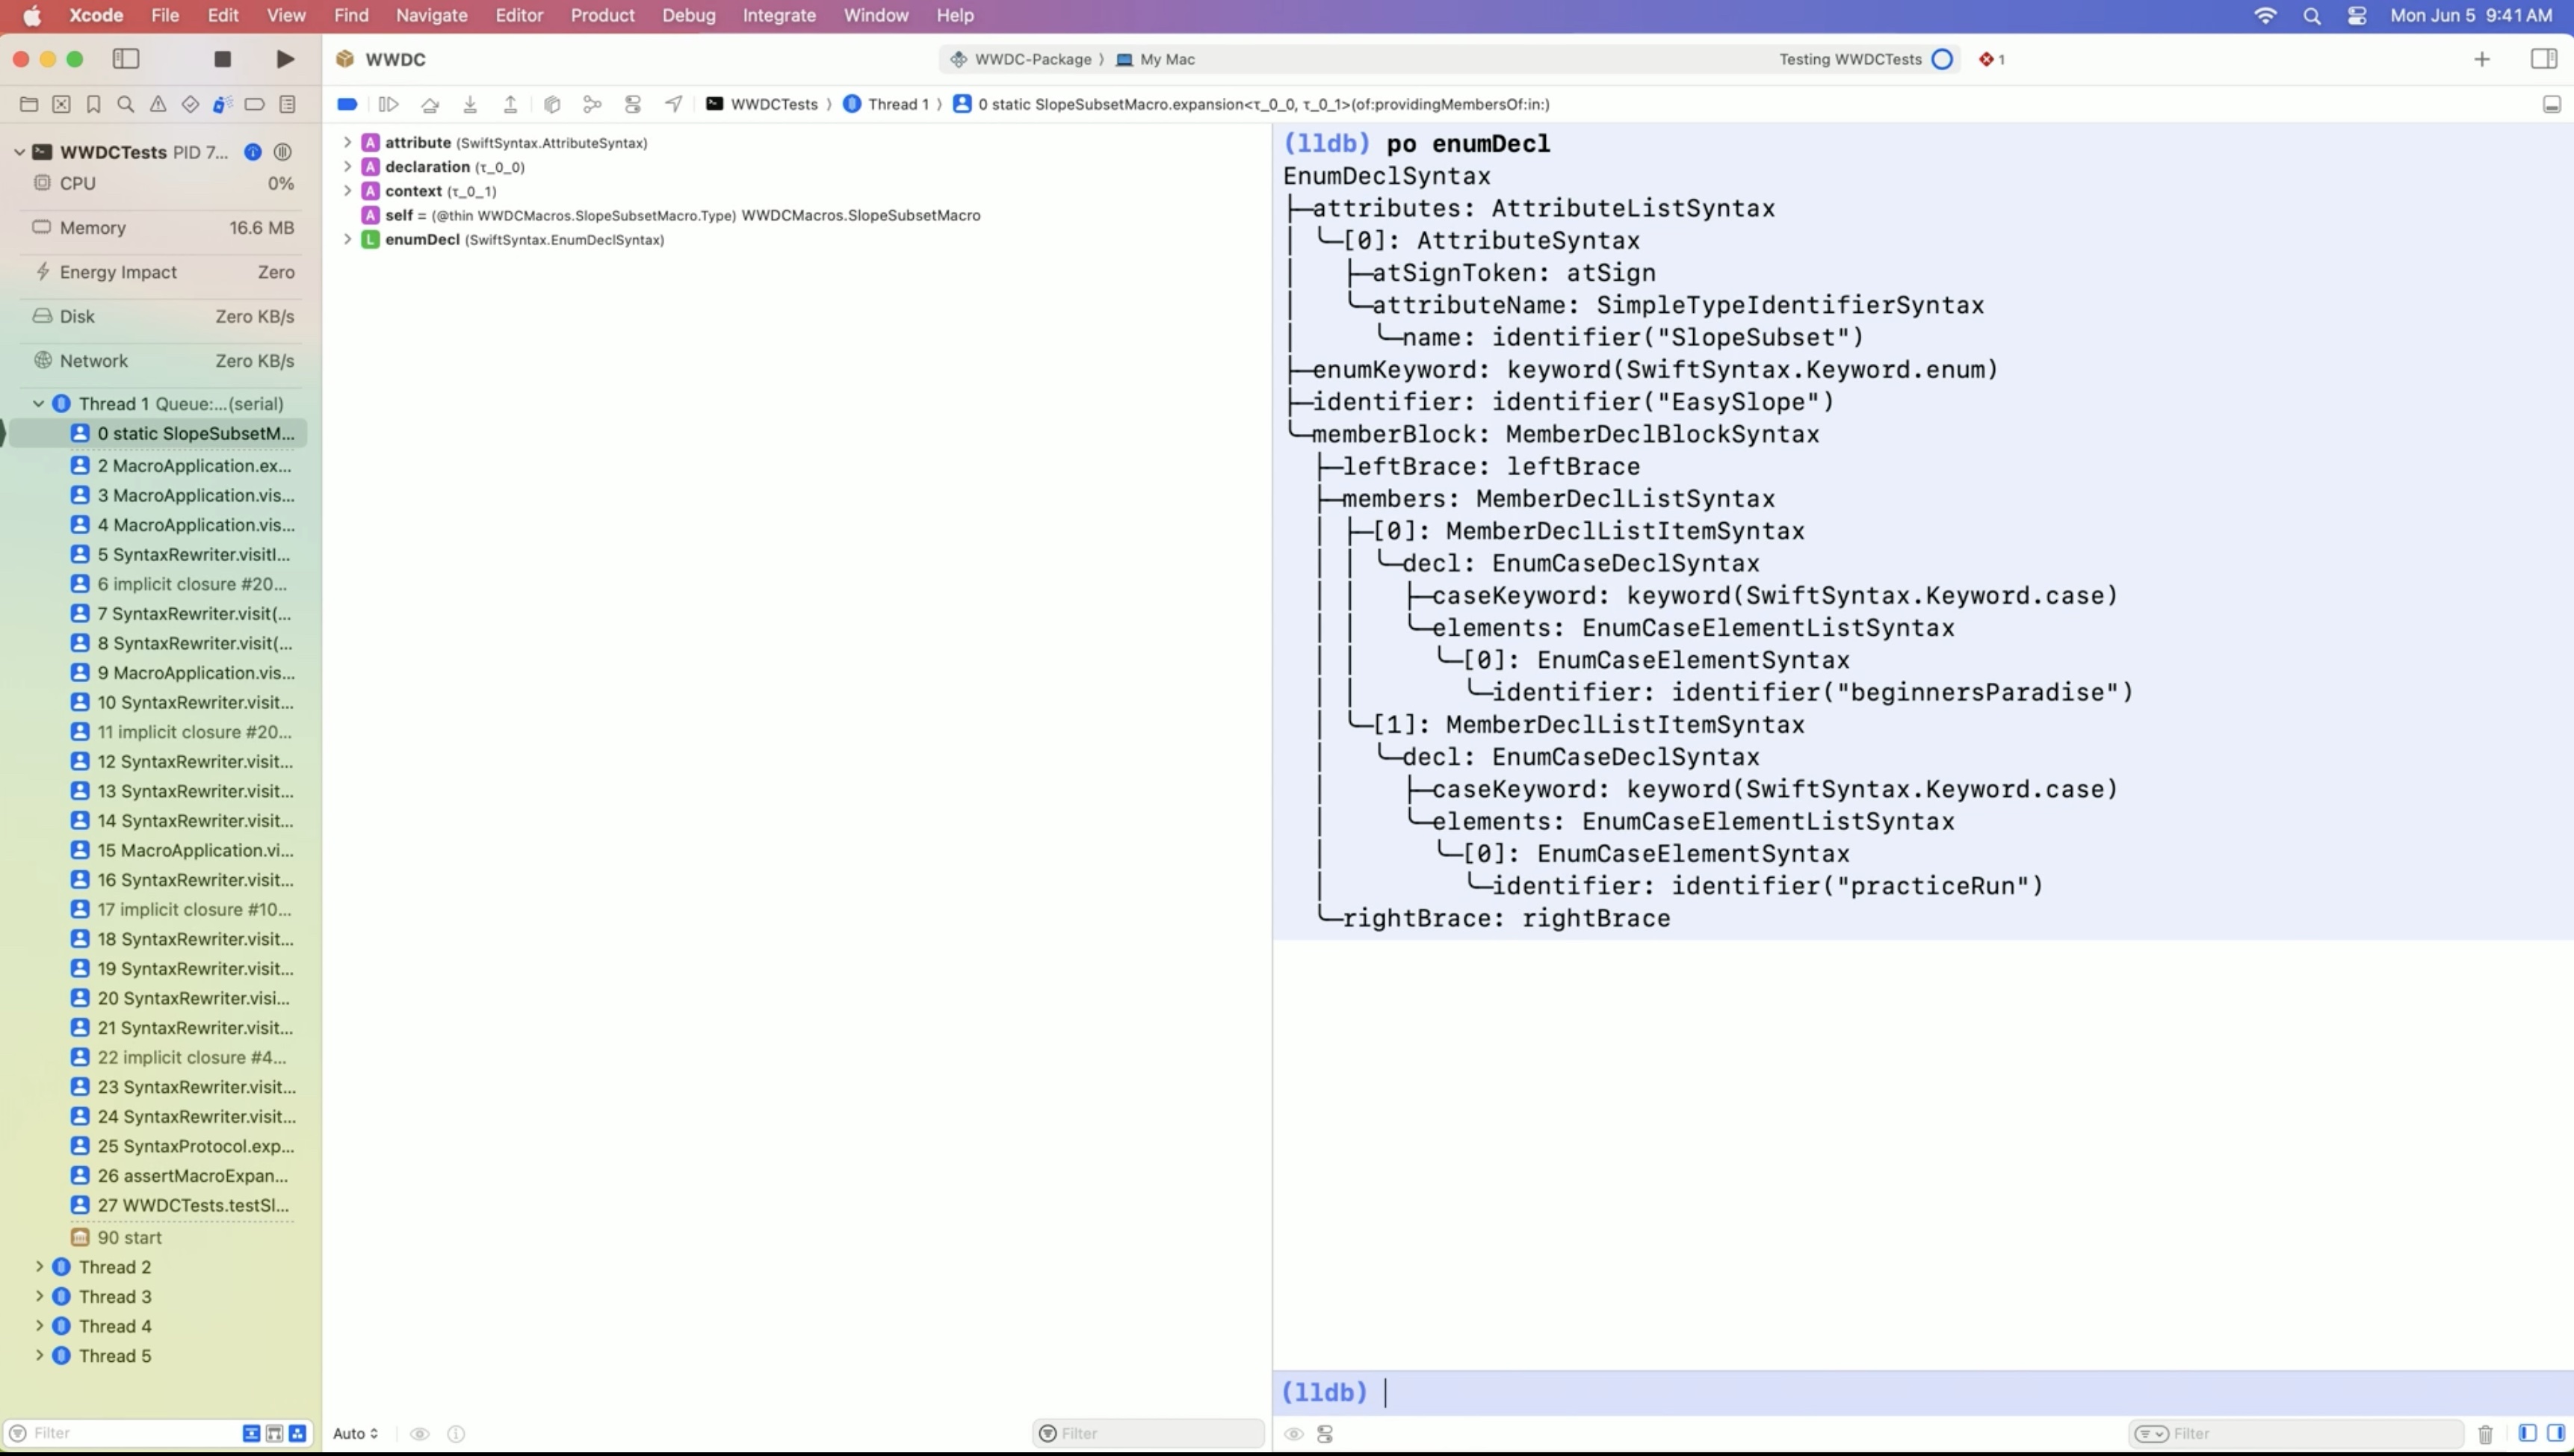 Xcode File Edit View Find Navigate Editor Product Debug Integrate Window Help Mon Jun 5 9:41 AM
WWDC WWDC-Package ⟩ My Mac Testing WWDCTests 1
WWDCTests ⟩ Thread 1 ⟩ 0 static SlopeSubsetMacro.expansion<τ_0_0, τ_0_1>(of:providingMembersOf:in:)
WWDCTests PID 7...
CPU 0%
Memory 16.6 MB
Energy Impact Zero
Disk Zero KB/s
Network Zero KB/s
Thread 1 Queue:...(serial)
0 static SlopeSubsetM...
2 MacroApplication.ex...
3 MacroApplication.vis...
4 MacroApplication.vis...
5 SyntaxRewriter.visitI...
6 implicit closure #20...
7 SyntaxRewriter.visit(...
8 SyntaxRewriter.visit(...
9 MacroApplication.vis...
10 SyntaxRewriter.visit...
11 implicit closure #20...
12 SyntaxRewriter.visit...
13 SyntaxRewriter.visit...
14 SyntaxRewriter.visit...
15 MacroApplication.vi...
16 SyntaxRewriter.visit...
17 implicit closure #10...
18 SyntaxRewriter.visit...
19 SyntaxRewriter.visit...
20 SyntaxRewriter.visi...
21 SyntaxRewriter.visit...
22 implicit closure #4...
23 SyntaxRewriter.visit...
24 SyntaxRewriter.visit...
25 SyntaxProtocol.exp...
26 assertMacroExpan...
27 WWDCTests.testSl...
90 start
Thread 2
Thread 3
Thread 4
Thread 5
Filter
A attribute (SwiftSyntax.AttributeSyntax)
A declaration (τ_0_0)
A context (τ_0_1)
A self = (@thin WWDCMacros.SlopeSubsetMacro.Type) WWDCMacros.SlopeSubsetMacro
L enumDecl (SwiftSyntax.EnumDeclSyntax)
Auto Filter
(lldb) po enumDecl
EnumDeclSyntax
├─attributes: AttributeListSyntax
│ ╰─[0]: AttributeSyntax
│   ├─atSignToken: atSign
│   ╰─attributeName: SimpleTypeIdentifierSyntax
│     ╰─name: identifier("SlopeSubset")
├─enumKeyword: keyword(SwiftSyntax.Keyword.enum)
├─identifier: identifier("EasySlope")
╰─memberBlock: MemberDeclBlockSyntax
  ├─leftBrace: leftBrace
  ├─members: MemberDeclListSyntax
  │ ├─[0]: MemberDeclListItemSyntax
  │ │ ╰─decl: EnumCaseDeclSyntax
  │ │   ├─caseKeyword: keyword(SwiftSyntax.Keyword.case)
  │ │   ╰─elements: EnumCaseElementListSyntax
  │ │     ╰─[0]: EnumCaseElementSyntax
  │ │       ╰─identifier: identifier("beginnersParadise")
  │ ╰─[1]: MemberDeclListItemSyntax
  │   ╰─decl: EnumCaseDeclSyntax
  │     ├─caseKeyword: keyword(SwiftSyntax.Keyword.case)
  │     ╰─elements: EnumCaseElementListSyntax
  │       ╰─[0]: EnumCaseElementSyntax
  │         ╰─identifier: identifier("practiceRun")
  ╰─rightBrace: rightBrace
(lldb)
Filter